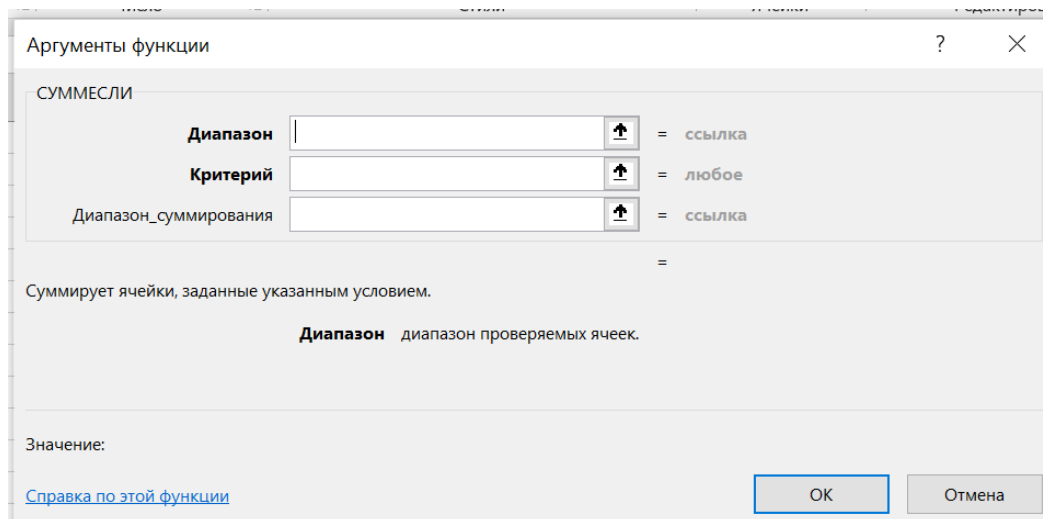 Аргументы функции ?
СУММЕСЛИ
Диапазон = ссылка
Критерий = любое
Диапазон_суммирования = ссылка
=
Суммирует ячейки, заданные указанным условием.
Диапазон диапазон проверяемых ячеек.
Значение:
Справка по этой функции ОК Отмена